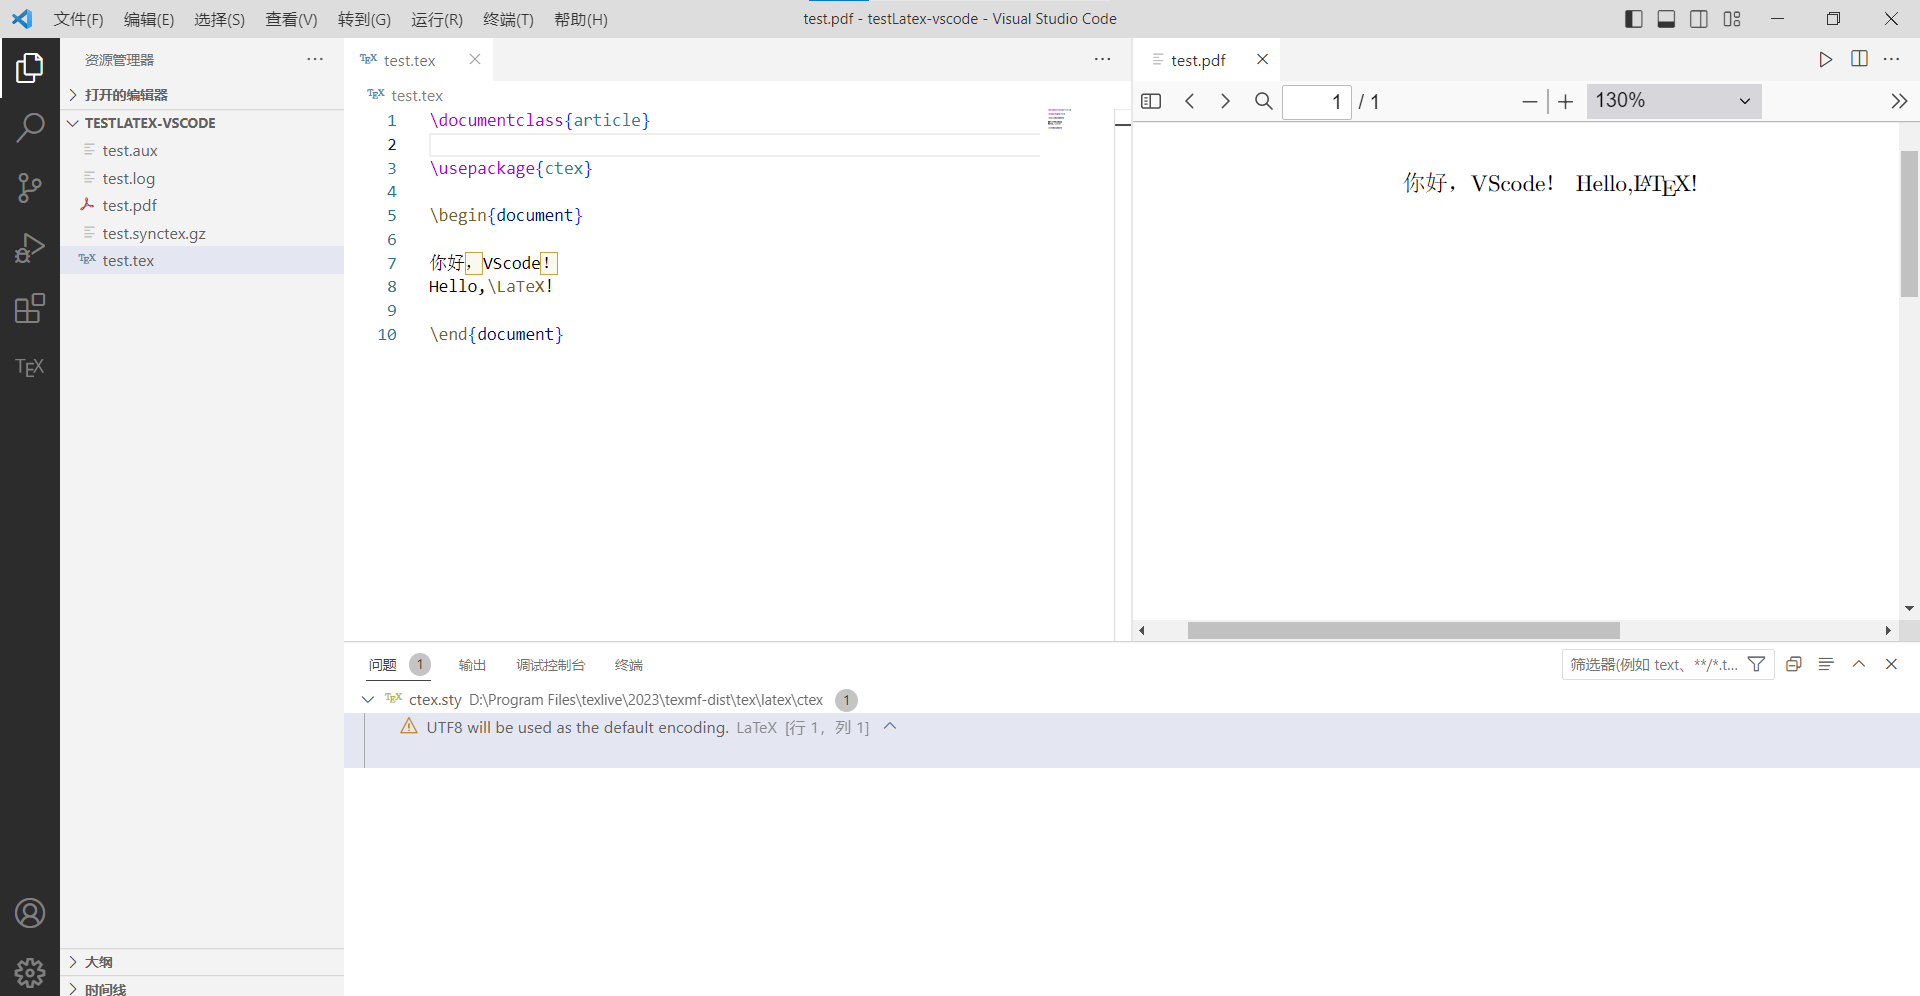 文件(F) 编辑(E) 选择(S) 查看(V) 转到(G) 运行(R) 终端(T) 帮助(H) test.pdf - testLatex-vscode - Visual Studio Code
资源管理器 ···
打开的编辑器
TESTLATEX-VSCODE
test.aux
test.log
test.pdf
test.synctex.gz
TEX test.tex
TEX
大纲
时间线
TEX test.tex
TEX test.tex
1 \documentclass{article}
2
3 \usepackage{ctex}
4
5 \begin{document}
6
7 你好，VScode！
8 Hello,\LaTeX!
9
10 \end{document}
test.pdf
1 / 1 130%
你好，VScode！ Hello,LATEX!
问题 1 输出 调试控制台 终端 筛选器(例如 text、**/*.t...
TEX ctex.sty D:\Program Files\texlive\2023\texmf-dist\tex\latex\ctex 1
UTF8 will be used as the default encoding. LaTeX [行 1，列 1]